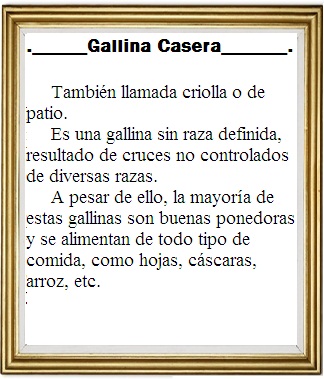 ._____Gallina Casera______.
También llamada criolla o de
patio.
Es una gallina sin raza definida,
resultado de cruces no controlados
de diversas razas.
A pesar de ello, la mayoría de
estas gallinas son buenas ponedoras
y se alimentan de todo tipo de
comida, como hojas, cáscaras,
arroz, etc.
.